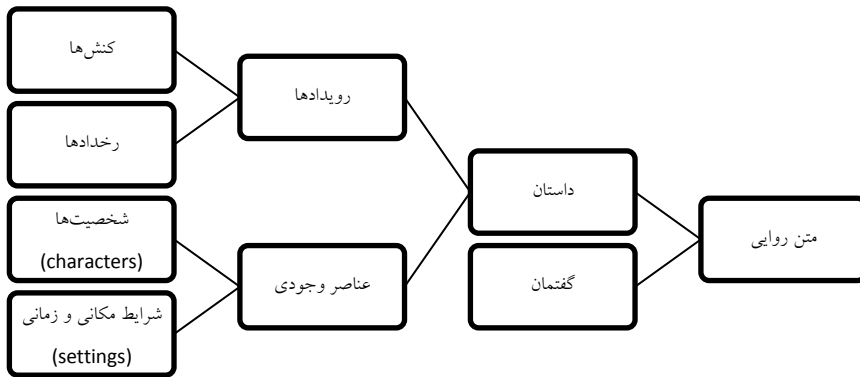 متن روایی
داستان
گفتمان
رویدادها
عناصر وجودی
کنش‌ها
رخدادها
شخصیت‌ها
(characters)
شرایط مکانی و زمانی
(settings)